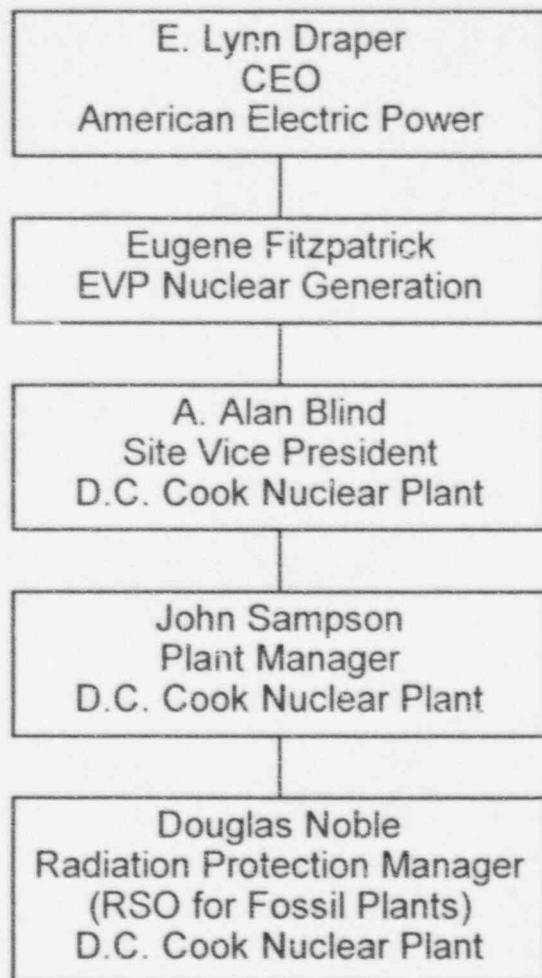 E. Lynn Draper
CEO
American Electric Power
Eugene Fitzpatrick
EVP Nuclear Generation
A. Alan Blind
Site Vice President
D.C. Cook Nuclear Plant
John Sampson
Plant Manager
D.C. Cook Nuclear Plant
Douglas Noble
Radiation Protection Manager
(RSO for Fossil Plants)
D.C. Cook Nuclear Plant